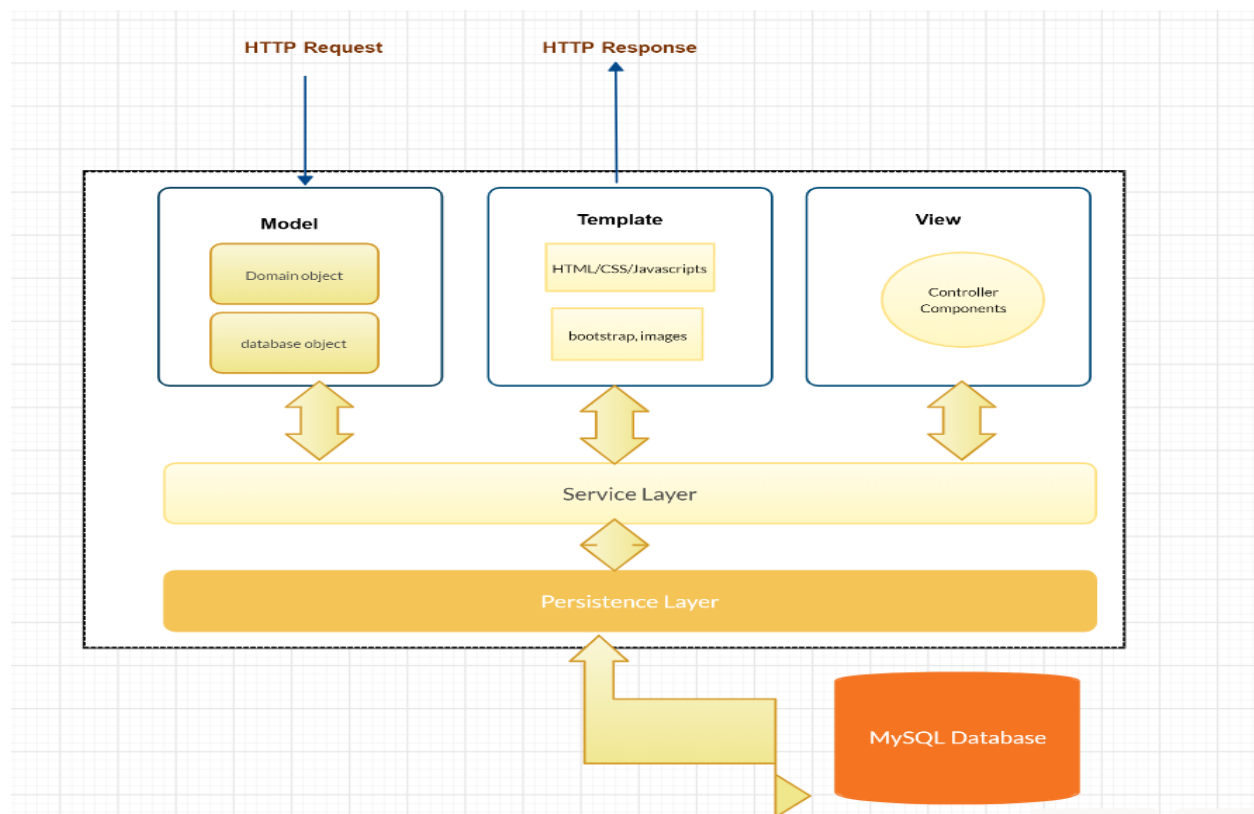 HTTP Request
HTTP Response
Model
Template
View
Domain object
HTML/CSS/Javascripts
Controller
Components
database object
bootstrap, images
Service Layer
Persistence Layer
MySQL Database